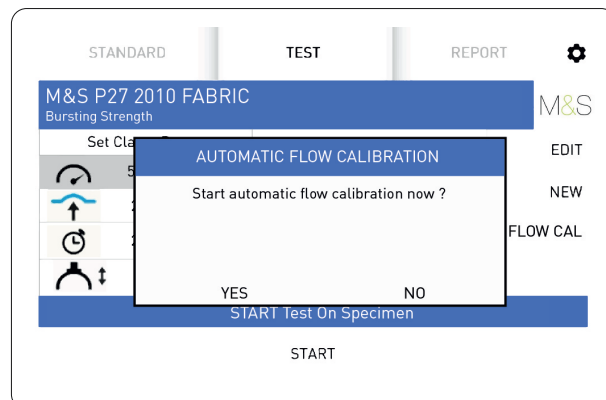 STANDARD TEST REPORT
M&S P27 2010 FABRIC
Bursting Strength
M&S
Set Cla
AUTOMATIC FLOW CALIBRATION
Start automatic flow calibration now ?
YES NO
EDIT
NEW
FLOW CAL
START Test On Specimen
START